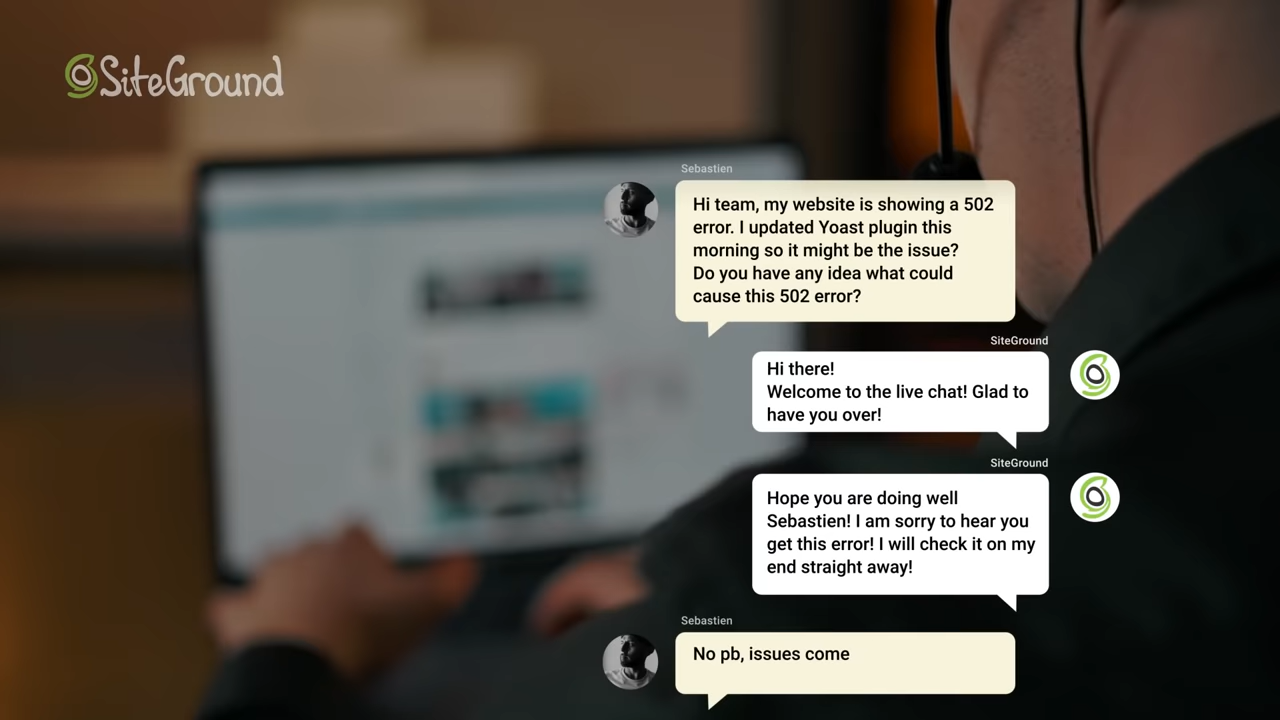 SiteGround
Sebastien
Hi team, my website is showing a 502
error. I updated Yoast plugin this
morning so it might be the issue?
Do you have any idea what could
cause this 502 error?
SiteGround
Hi there!
Welcome to the live chat! Glad to
have you over!
SiteGround
Hope you are doing well
Sebastien! I am sorry to hear you
get this error! I will check it on my
end straight away!
Sebastien
No pb, issues come